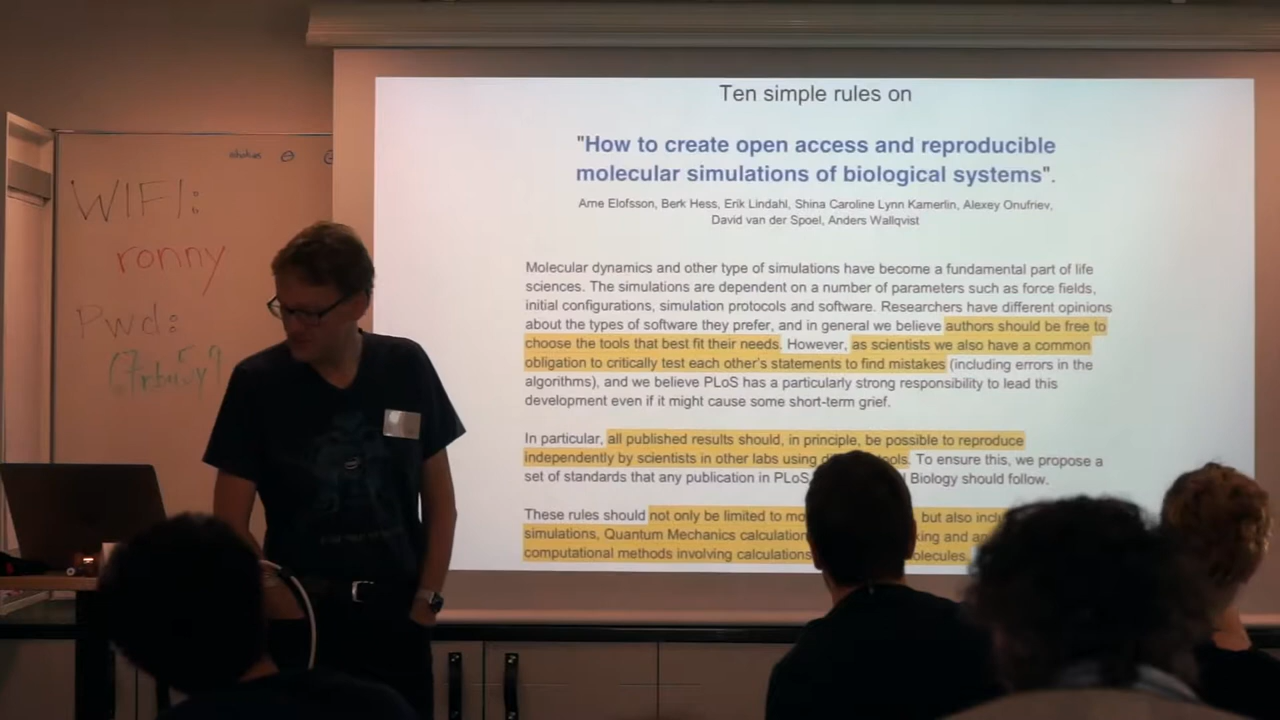 Ten simple rules on
"How to create open access and reproducible
molecular simulations of biological systems".
Arne Elofsson, Berk Hess, Erik Lindahl, Shina Caroline Lynn Kamerlin, Alexey Onufriev,
David van der Spoel, Anders Wallqvist
Molecular dynamics and other type of simulations have become a fundamental part of life
sciences. The simulations are dependent on a number of parameters such as force fields,
initial configurations, simulation protocols and software. Researchers have different opinions
about the types of software they prefer, and in general we believe authors should be free to
choose the tools that best fit their needs. However, as scientists we also have a common
obligation to critically test each other's statements to find mistakes (including errors in the
algorithms), and we believe PLoS has a particularly strong responsibility to lead this
development even if it might cause some short-term grief.
In particular, all published results should, in principle, be possible to reproduce
independently by scientists in other labs using tools. To ensure this, we propose a
set of standards that any publication in PLoS Biology should follow.
These rules should not only be limited to but also
simulations, Quantum Mechanics and
computational methods involving calculations
WIFI:
ronny
Pwd:
intel